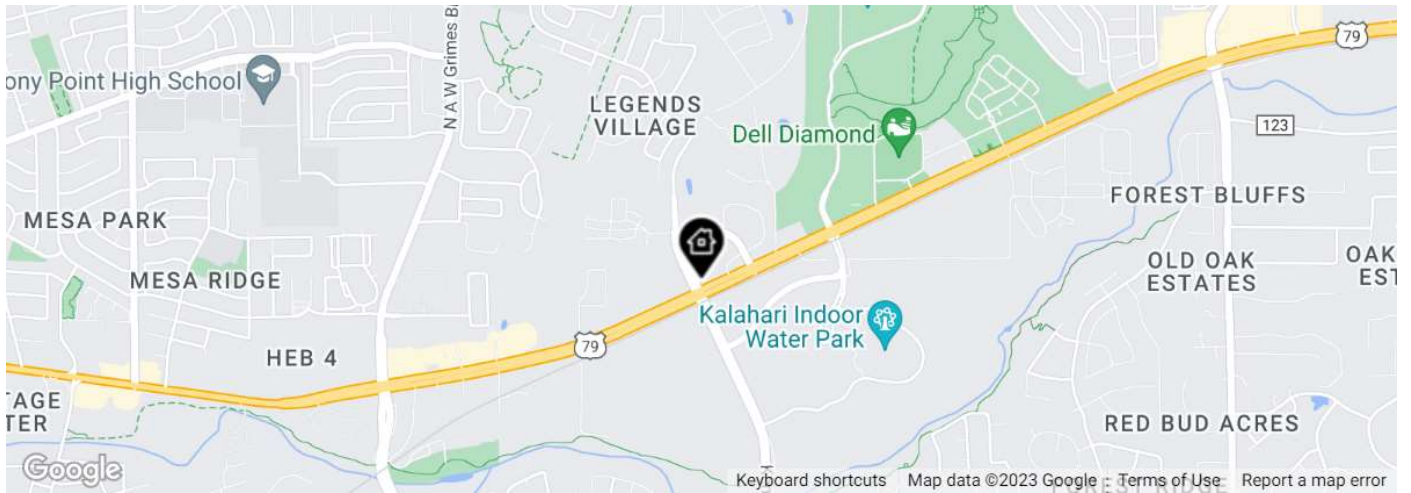 79
ony Point High School
N A W Grimes B
LEGENDS
VILLAGE
Dell Diamond
123
MESA PARK
FOREST BLUFFS
MESA RIDGE
OLD OAK
ESTATES
OAK
EST
Kalahari Indoor
Water Park
79
HEB 4
TAGE
TER
RED BUD ACRES
Google
Keyboard shortcuts
Map data ©2023 Google
Terms of Use
Report a map error
FOREST RIDGE